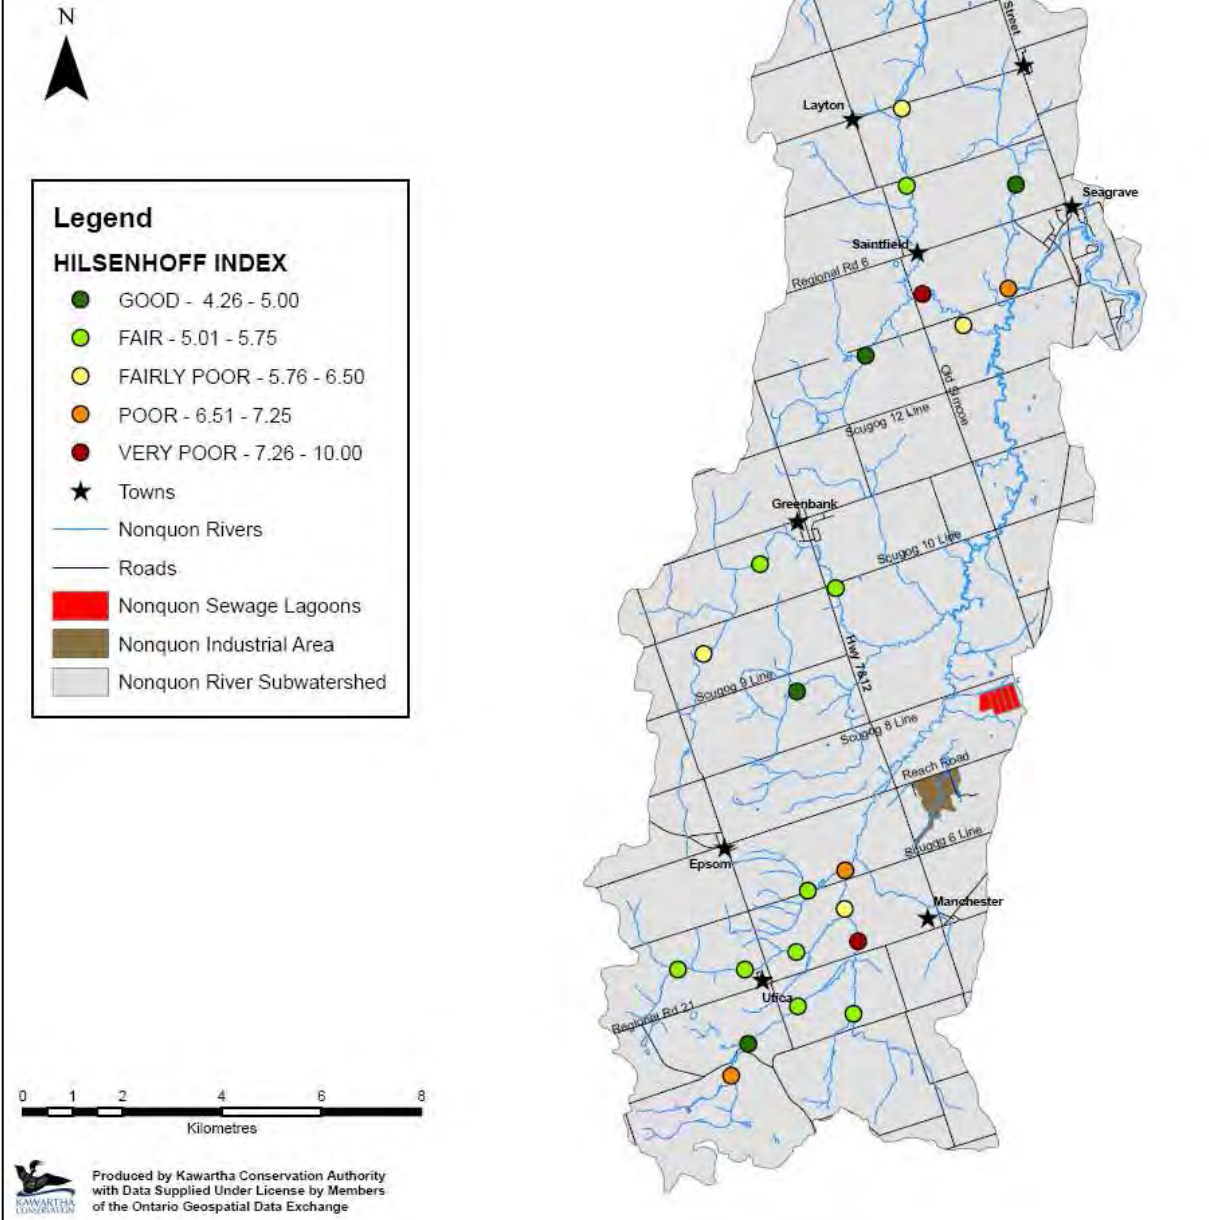 N
Legend
HILSENHOFF INDEX
GOOD - 4.26 - 5.00
FAIR - 5.01 - 5.75
FAIRLY POOR - 5.76 - 6.50
POOR - 6.51 - 7.25
VERY POOR - 7.26 - 10.00
Towns
Nonquon Rivers
Roads
Nonquon Sewage Lagoons
Nonquon Industrial Area
Nonquon River Subwatershed
Street
Layton
Seagrave
Saintfield
Regional Rd 6
Old Simcoe
Scugog 12 Line
Greenbank
Scugog 10 Line
Hwy 7&12
Scugog 9 Line
Scugog 8 Line
Reach Road
Scugog 6 Line
Epsom
Manchester
Utica
Regional Rd 21
0 1 2 4 6 8
Kilometres
KAWARTHA
CONSERVATION
Produced by Kawartha Conservation Authority
with Data Supplied Under License by Members
of the Ontario Geospatial Data Exchange